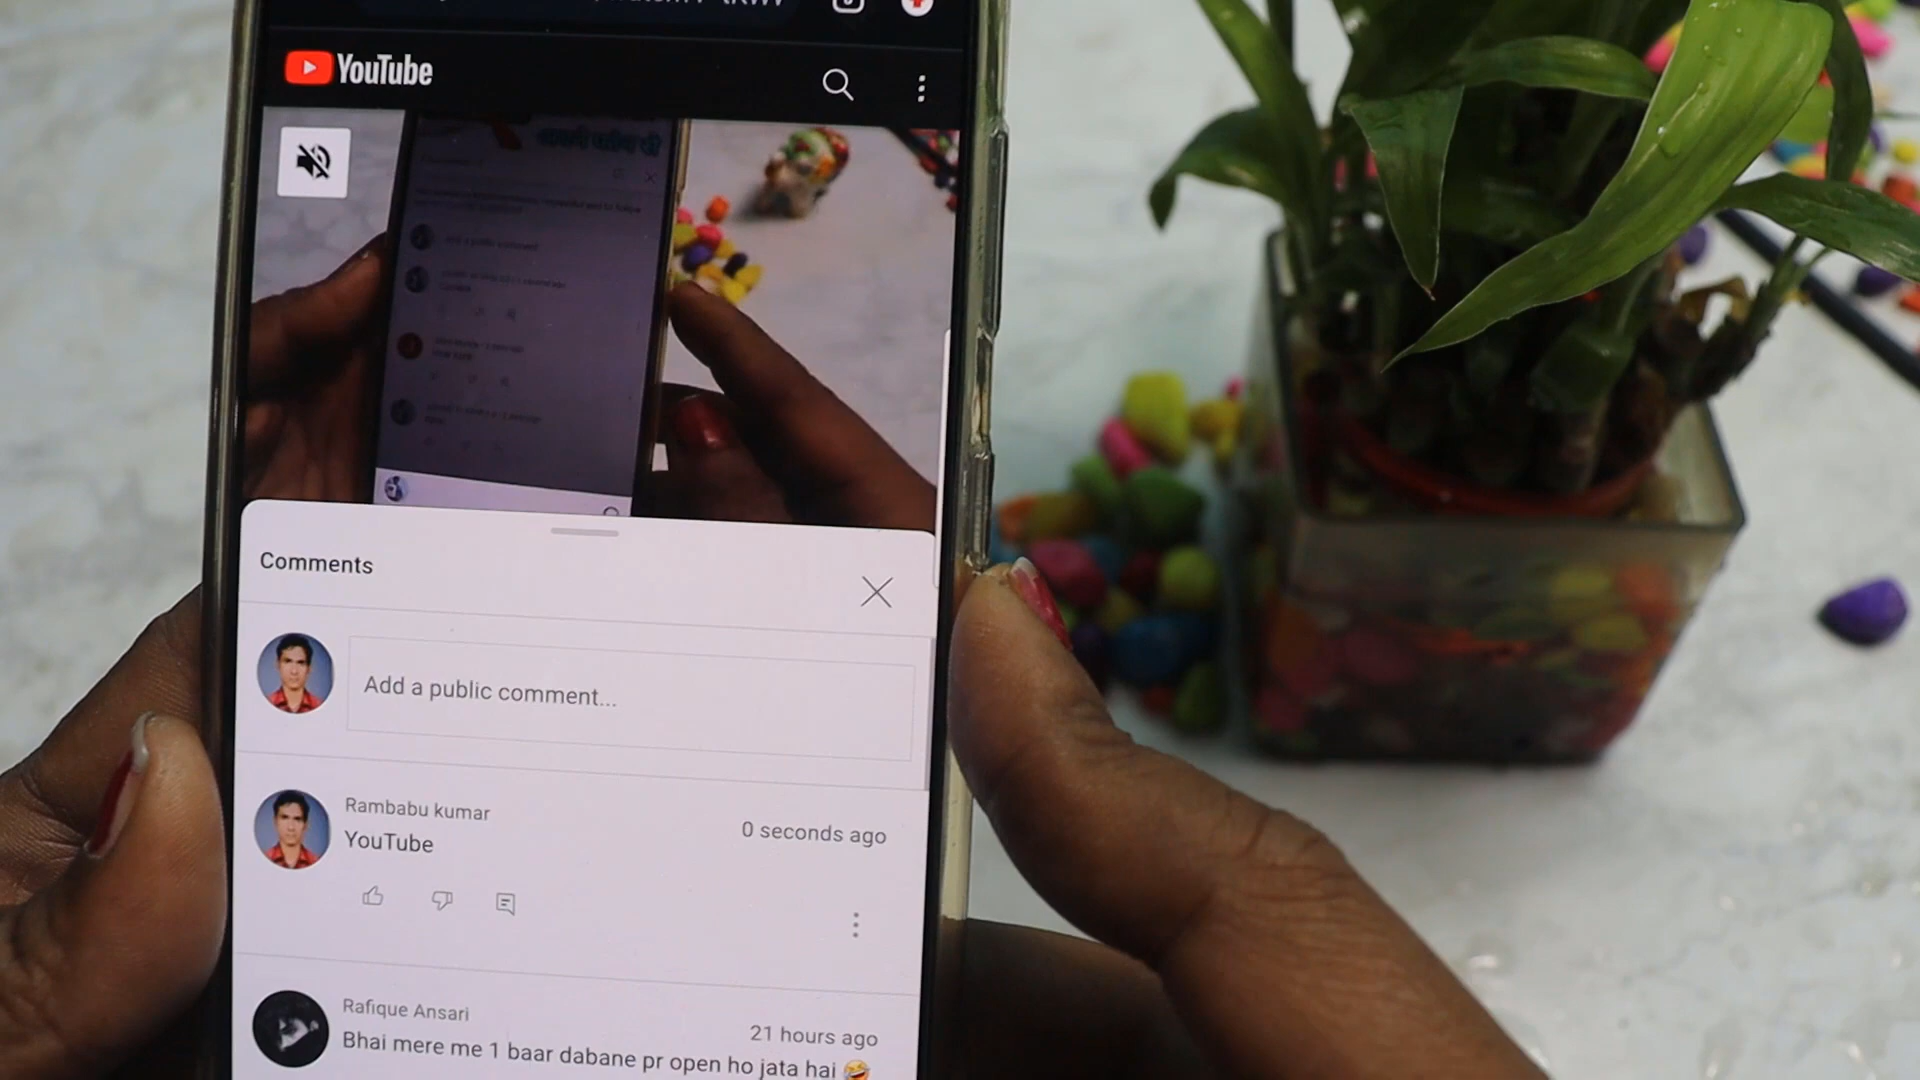 YouTube
Comments
Add a public comment...
Rambabu kumar
0 seconds ago
YouTube
Rafique Ansari
21 hours ago
Bhai mere me 1 baar dabane pr open ho jata hai 🤣